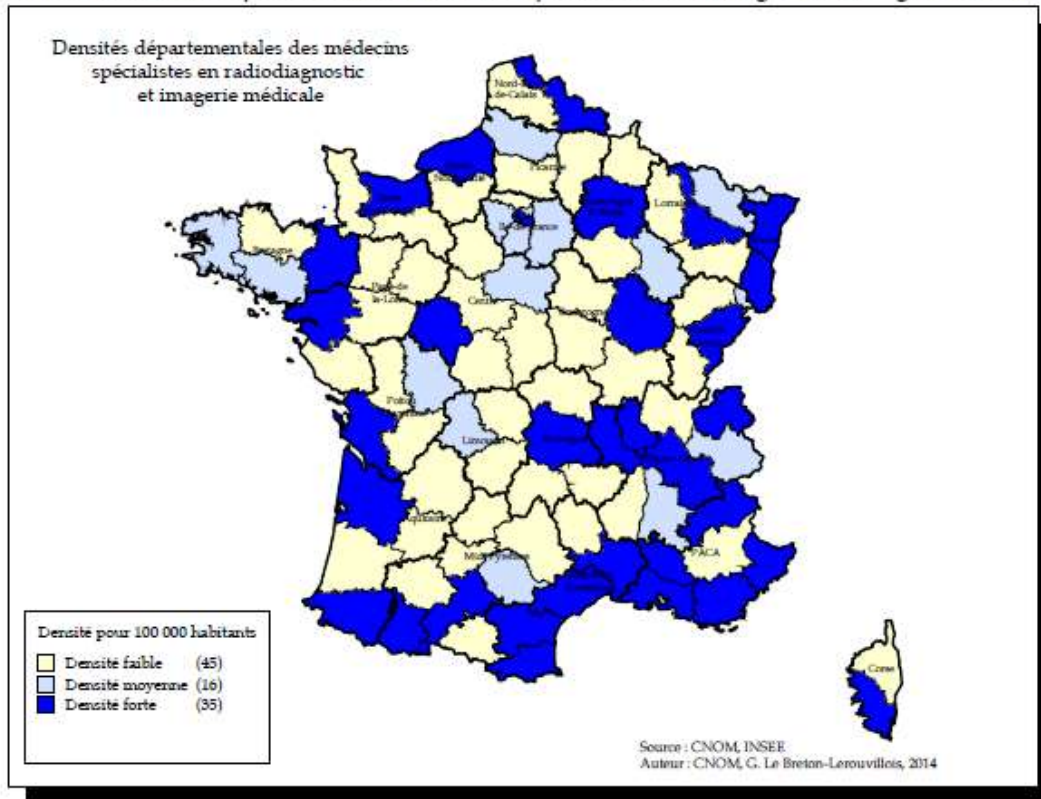 Densités départementales des médecins
spécialistes en radiodiagnostic
et imagerie médicale
Nord-
de-Calais
Picardie
Lorraine
Île-de-France
Bretagne
Pays-de-
la-Loire
Centre
Poitou
Limousin
Aquitaine
Midi-Pyrénées
PACA
Corse
Densité pour 100 000 habitants
Densité faible (45)
Densité moyenne (16)
Densité forte (35)
Source : CNOM, INSEE
Auteur : CNOM, G. Le Breton-Lerouvillois, 2014